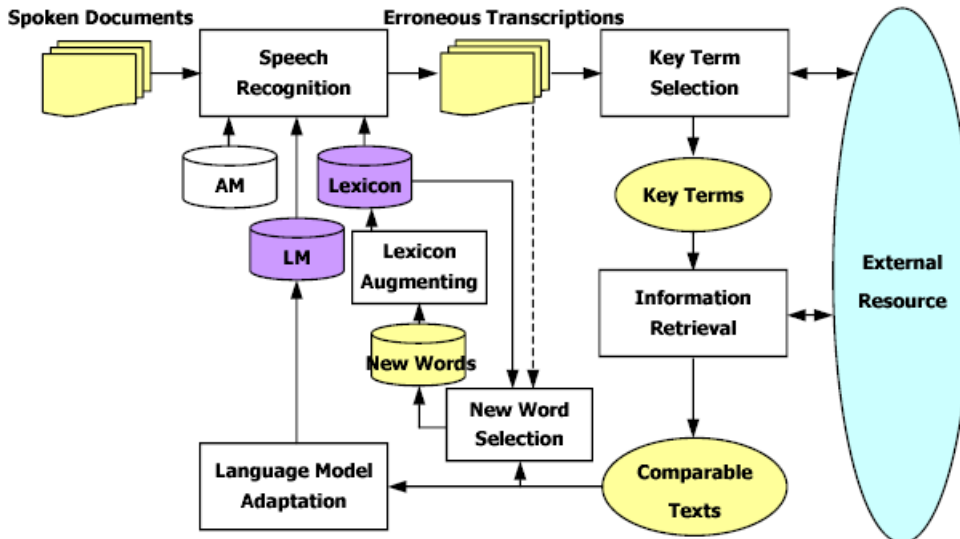 Spoken Documents
Erroneous Transcriptions
Speech
Recognition
Key Term
Selection
AM
Lexicon
Key Terms
LM
Lexicon
Augmenting
External
Resource
Information
Retrieval
New Words
New Word
Selection
Language Model
Adaptation
Comparable
Texts